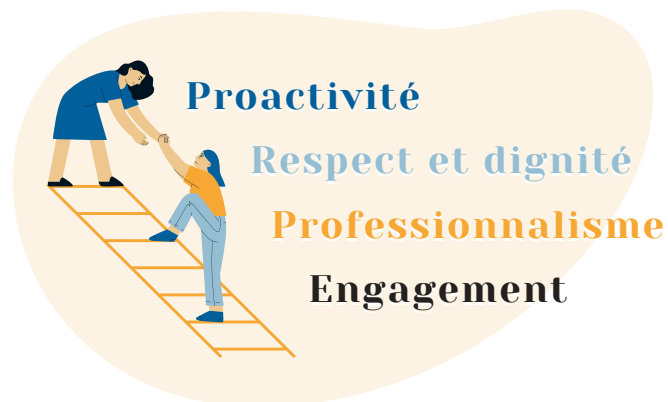 Proactivité
Respect et dignité
Professionnalisme
Engagement